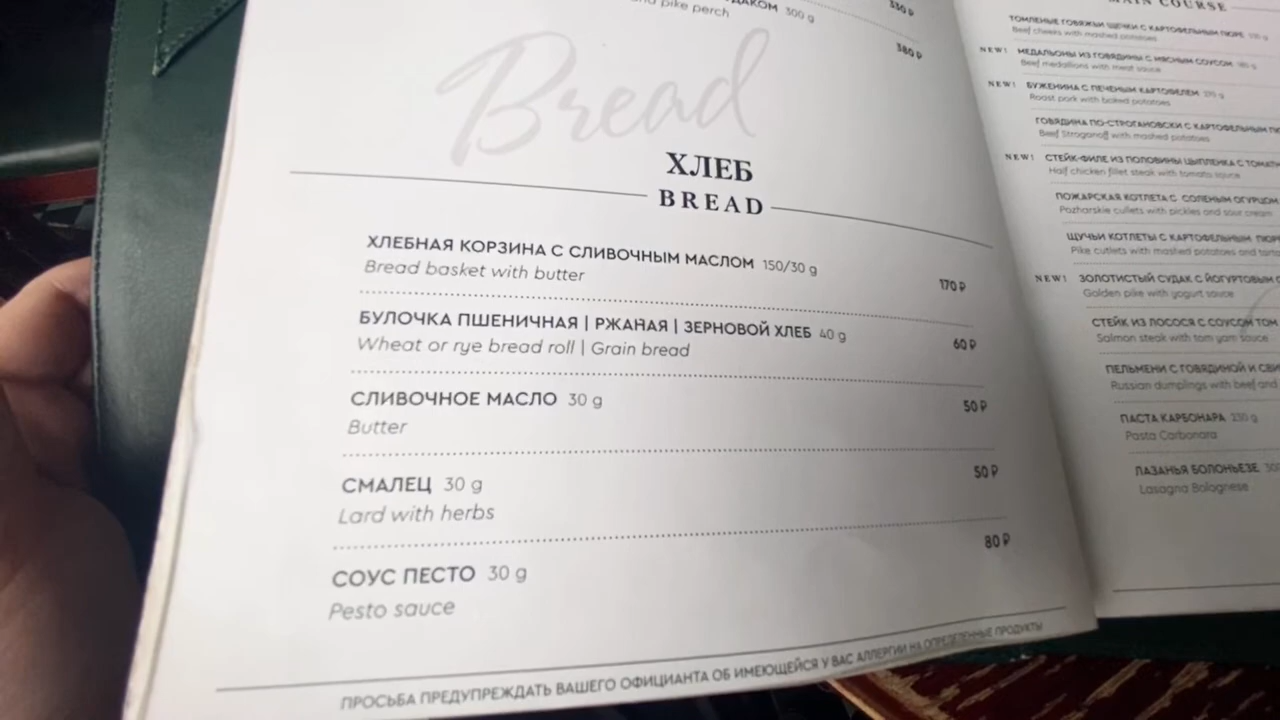 300 g
330 ₽
and pike perch
380 ₽
Bread
ХЛЕБ
BREAD
ХЛЕБНАЯ КОРЗИНА С СЛИВОЧНЫМ МАСЛОМ 150/30 g
Bread basket with butter
170 ₽
БУЛОЧКА ПШЕНИЧНАЯ | РЖАНАЯ | ЗЕРНОВОЙ ХЛЕБ 40 g
Wheat or rye bread roll | Grain bread
60 ₽
СЛИВОЧНОЕ МАСЛО 30 g
Butter
50 ₽
СМАЛЕЦ 30 g
Lard with herbs
50 ₽
СОУС ПЕСТО 30 g
Pesto sauce
80 ₽
ПРОСЬБА ПРЕДУПРЕЖДАТЬ ВАШЕГО ОФИЦИАНТА ОБ ИМЕЮЩЕЙСЯ У ВАС АЛЛЕРГИИ НА ОПРЕДЕЛЕННЫЕ ПРОДУКТЫ
MAIN COURSE
ТОМЛЕНЫЕ ГОВЯЖЬИ ЩЕЧКИ С КАРТОФЕЛЬНЫМ ПЮРЕ
Beef cheeks with mashed potatoes
NEW! МЕДАЛЬОНЫ ИЗ ГОВЯДИНЫ С МЯСНЫМ СОУСОМ
Beef medallions with meat sauce
NEW! БУЖЕНИНА С ПЕЧЕНЫМ КАРТОФЕЛЕМ
Roast pork with baked potatoes
ГОВЯДИНА ПО-СТРОГАНОВСКИ С КАРТОФЕЛЬНЫМ
Beef Stroganoff with mashed potatoes
NEW! СТЕЙК-ФИЛЕ ИЗ ПОЛОВИНЫ ЦЫПЛЕНКА С
Half chicken fillet steak with tomato sauce
ПОЖАРСКАЯ КОТЛЕТА С СОЛЕНЫМ ОГУРЦОМ
Pozharskie cutlets with pickles and sour cream
ЩУЧЬИ КОТЛЕТЫ С КАРТОФЕЛЬНЫМ
Pike cutlets with mashed potatoes and
NEW! ЗОЛОТИСТЫЙ СУДАК С ЙОГУРТОВЫМ
Golden pike with yogurt sauce
СТЕЙК ИЗ ЛОСОСЯ С СОУСОМ ТОМ
Salmon steak with tom yam sauce
ПЕЛЬМЕНИ С ГОВЯДИНОЙ И
Russian dumplings with beef and
ПАСТА КАРБОНАРА 230 g
Pasta Carbonara
ЛАЗАНЬЯ БОЛОНЬЕЗЕ
Lasagna Bolognese